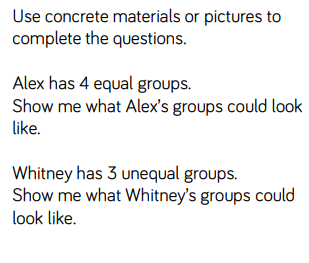 Use concrete materials or pictures to
complete the questions.
Alex has 4 equal groups.
Show me what Alex's groups could look
like.
Whitney has 3 unequal groups.
Show me what Whitney's groups could
look like.